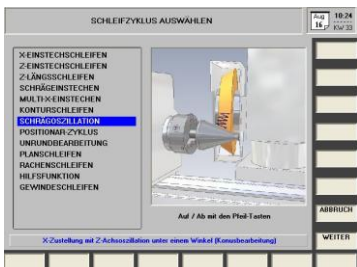 SCHLEIFZYKLUS AUSWÄHLEN
Aug 10:24
16 KW 33
X-EINSTECHSCHLEIFEN
Z-EINSTECHSCHLEIFEN
Z-LÄNGSSCHLEIFEN
SCHRÄGEINSTECHEN
MULTI-X-EINSTECHEN
KONTURSCHLEIFEN
SCHRÄGOSZILLATION
POSITIONAR-ZYKLUS
UNRUNDBEARBEITUNG
PLANSCHLEIFEN
RACHENSCHLEIFEN
HILFSFUNKTION
GEWINDESCHLEIFEN
Auf / Ab mit den Pfeil-Tasten
ABBRUCH
X-Zustellung mit Z-Achsoszillation unter einem Winkel (Konusbearbeitung)
WEITER